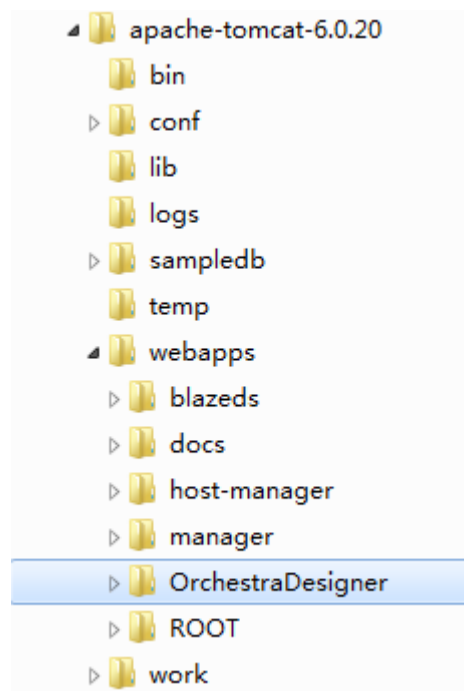 apache-tomcat-6.0.20
bin
conf
lib
logs
sampledb
temp
webapps
blazeds
docs
host-manager
manager
OrchestraDesigner
ROOT
work